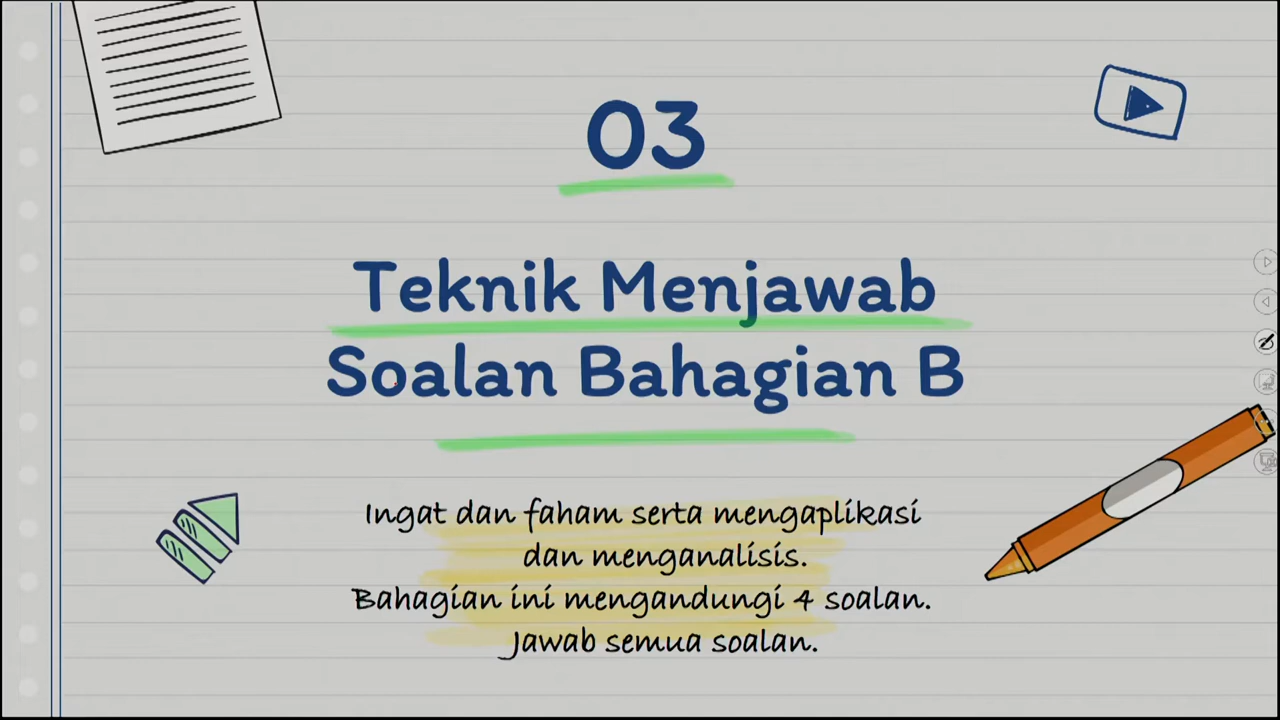 03
Teknik Menjawab
Soalan Bahagian B
Ingat dan faham serta mengaplikasi
dan menganalisis.
Bahagian ini mengandungi 4 soalan.
Jawab semua soalan.